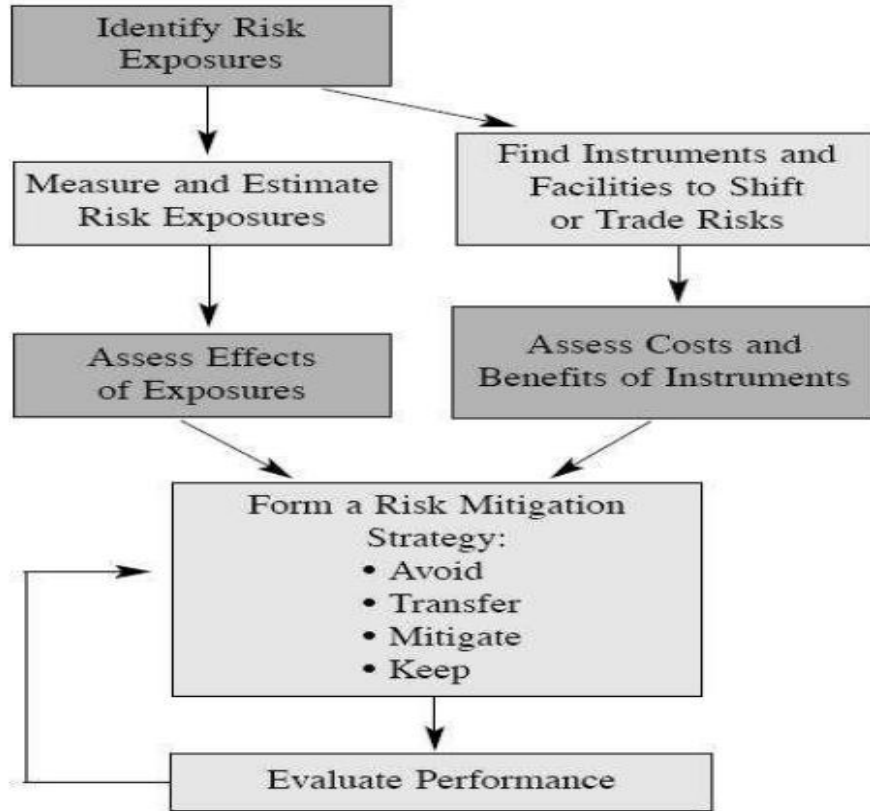 Identify Risk
Exposures
Measure and Estimate
Risk Exposures
Find Instruments and
Facilities to Shift
or Trade Risks
Assess Effects
of Exposures
Assess Costs and
Benefits of Instruments
Form a Risk Mitigation
Strategy:
• Avoid
• Transfer
• Mitigate
• Keep
Evaluate Performance